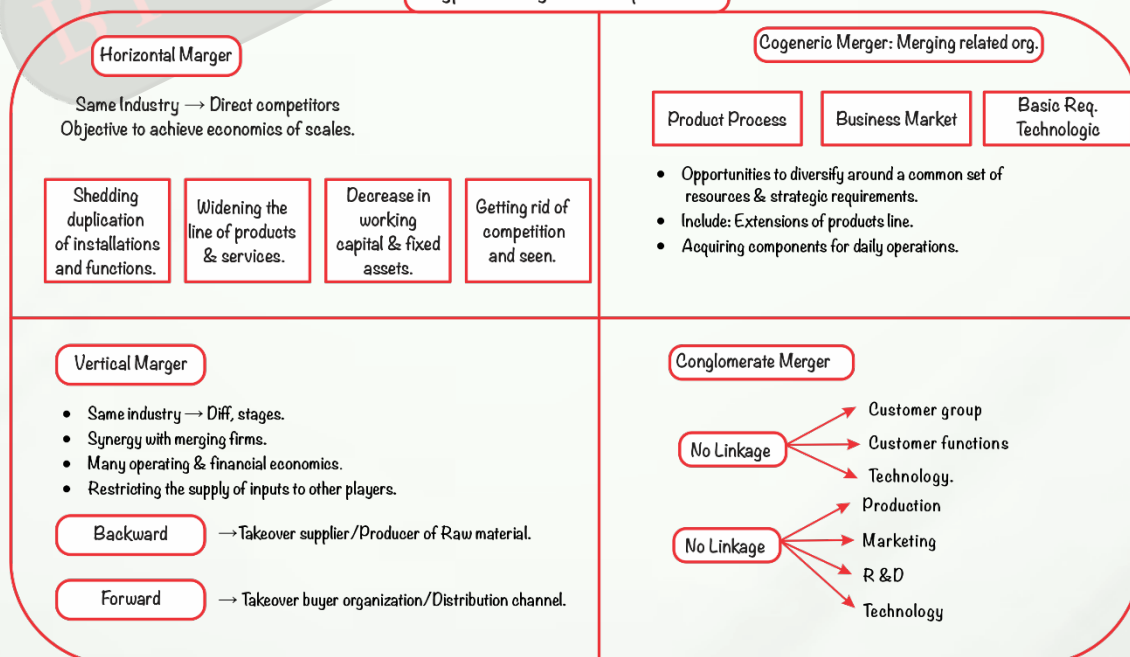 Horizontal Marger
Same Industry → Direct competitors
Objective to achieve economics of scales.
Shedding
duplication
of installations
and functions.
Widening the
line of products
& services.
Decrease in
working
capital & fixed
assets.
Getting rid of
competition
and seen.
Cogeneric Merger: Merging related org.
Product Process
Business Market
Basic Req.
Technologic
• Opportunities to diversify around a common set of
resources & strategic requirements.
• Include: Extensions of products line.
• Acquiring components for daily operations.
Vertical Marger
• Same industry → Diff, stages.
• Synergy with merging firms.
• Many operating & financial economics.
• Restricting the supply of inputs to other players.
Backward → Takeover supplier/Producer of Raw material.
Forward → Takeover buyer organization/Distribution channel.
Conglomerate Merger
No Linkage
Customer group
Customer functions
Technology.
No Linkage
Production
Marketing
R &D
Technology